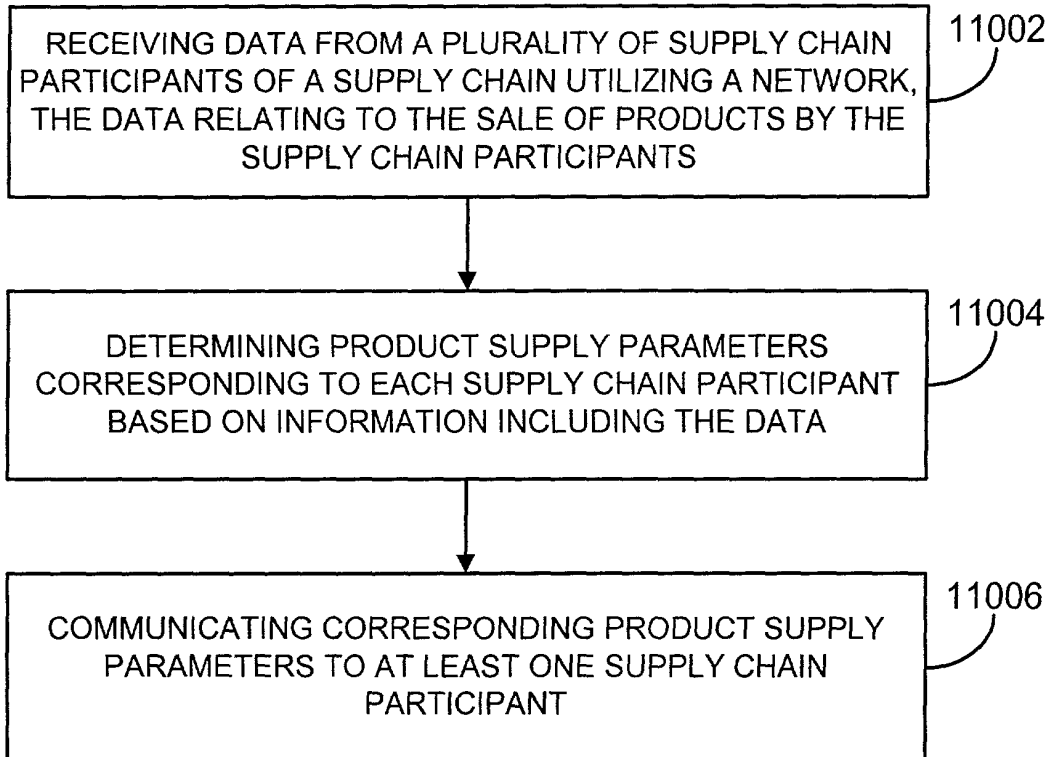 RECEIVING DATA FROM A PLURALITY OF SUPPLY CHAIN
PARTICIPANTS OF A SUPPLY CHAIN UTILIZING A NETWORK,
THE DATA RELATING TO THE SALE OF PRODUCTS BY THE
SUPPLY CHAIN PARTICIPANTS
11002
DETERMINING PRODUCT SUPPLY PARAMETERS
CORRESPONDING TO EACH SUPPLY CHAIN PARTICIPANT
BASED ON INFORMATION INCLUDING THE DATA
11004
COMMUNICATING CORRESPONDING PRODUCT SUPPLY
PARAMETERS TO AT LEAST ONE SUPPLY CHAIN
PARTICIPANT
11006